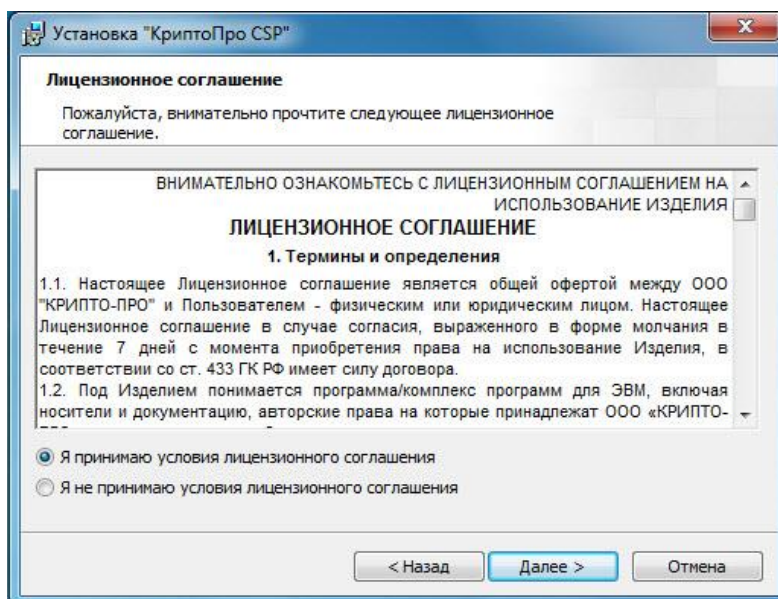 Установка "КриптоПро CSP"
Лицензионное соглашение
Пожалуйста, внимательно прочтите следующее лицензионное
соглашение.
ВНИМАТЕЛЬНО ОЗНАКОМЬТЕСЬ С ЛИЦЕНЗИОННЫМ СОГЛАШЕНИЕМ НА
ИСПОЛЬЗОВАНИЕ ИЗДЕЛИЯ
ЛИЦЕНЗИОННОЕ СОГЛАШЕНИЕ
1. Термины и определения
1.1. Настоящее Лицензионное соглашение является общей офертой между ООО
"КРИПТО-ПРО" и Пользователем - физическим или юридическим лицом. Настоящее
Лицензионное соглашение в случае согласия, выраженного в форме молчания в
течение 7 дней с момента приобретения права на использование Изделия, в
соответствии со ст. 433 ГК РФ имеет силу договора.
1.2. Под Изделием понимается программа/комплекс программ для ЭВМ, включая
носители и документацию, авторские права на которые принадлежат ООО «КРИПТО-
Я принимаю условия лицензионного соглашения
Я не принимаю условия лицензионного соглашения
< Назад
Далее >
Отмена